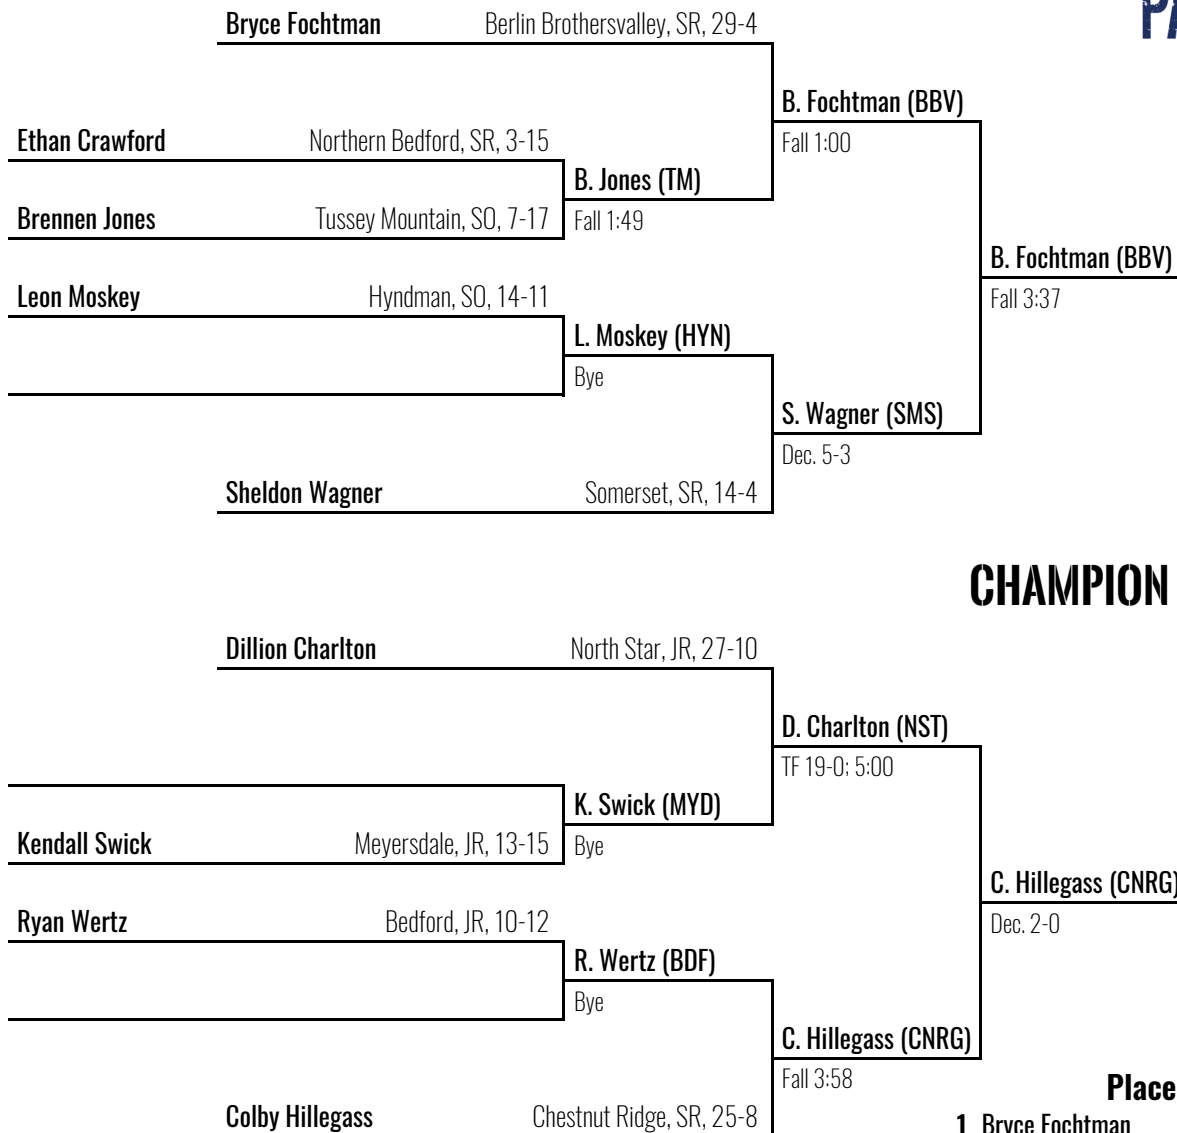 PA
Bryce Fochtman Berlin Brothersvalley, SR, 29-4
B. Fochtman (BBV)
Ethan Crawford Northern Bedford, SR, 3-15
Fall 1:00
B. Jones (TM)
Brennen Jones Tussey Mountain, SO, 7-17
Fall 1:49
B. Fochtman (BBV)
Leon Moskey Hyndman, SO, 14-11
Fall 3:37
L. Moskey (HYN)
Bye
S. Wagner (SMS)
Dec. 5-3
Sheldon Wagner Somerset, SR, 14-4
CHAMPION
Dillion Charlton North Star, JR, 27-10
D. Charlton (NST)
TF 19-0; 5:00
K. Swick (MYD)
Kendall Swick Meyersdale, JR, 13-15
Bye
C. Hillegass (CNRG)
Ryan Wertz Bedford, JR, 10-12
Dec. 2-0
R. Wertz (BDF)
Bye
C. Hillegass (CNRG)
Fall 3:58
Place
Colby Hillegass Chestnut Ridge, SR, 25-8
1 Bryce Fochtman